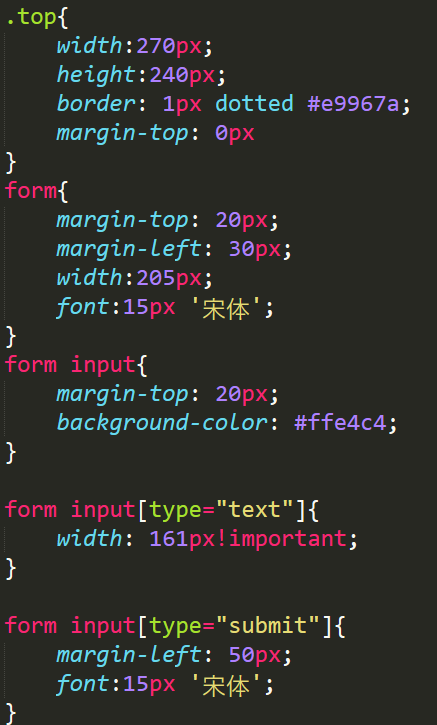 .top{
    width:270px;
    height:240px;
    border: 1px dotted #e9967a;
    margin-top: 0px
}
form{
    margin-top: 20px;
    margin-left: 30px;
    width:205px;
    font:15px '宋体';
}
form input{
    margin-top: 20px;
    background-color: #ffe4c4;
}

form input[type="text"]{
    width: 161px!important;
}

form input[type="submit"]{
    margin-left: 50px;
    font:15px '宋体';
}